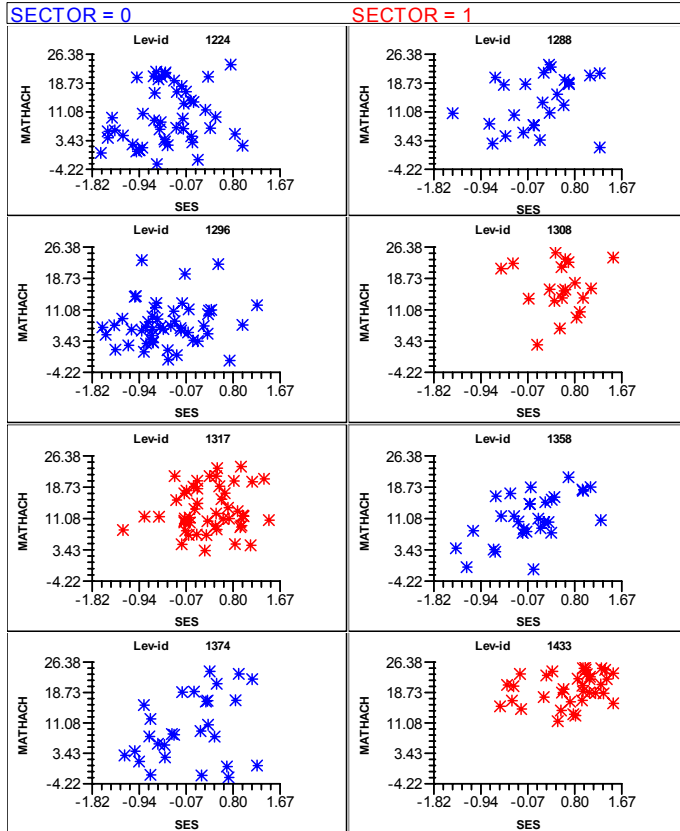 SECTOR = 0 SECTOR = 1
Lev-id 1224
26.38
18.73
11.08
3.43
-4.22
MATHACH
-1.82 -0.94 -0.07 0.80 1.67
SES
Lev-id 1288
26.38
18.73
11.08
3.43
-4.22
MATHACH
-1.82 -0.94 -0.07 0.80 1.67
SES
Lev-id 1296
26.38
18.73
11.08
3.43
-4.22
MATHACH
-1.82 -0.94 -0.07 0.80 1.67
SES
Lev-id 1308
26.38
18.73
11.08
3.43
-4.22
MATHACH
-1.82 -0.94 -0.07 0.80 1.67
SES
Lev-id 1317
26.38
18.73
11.08
3.43
-4.22
MATHACH
-1.82 -0.94 -0.07 0.80 1.67
SES
Lev-id 1358
26.38
18.73
11.08
3.43
-4.22
MATHACH
-1.82 -0.94 -0.07 0.80 1.67
SES
Lev-id 1374
26.38
18.73
11.08
3.43
-4.22
MATHACH
-1.82 -0.94 -0.07 0.80 1.67
SES
Lev-id 1433
26.38
18.73
11.08
3.43
-4.22
MATHACH
-1.82 -0.94 -0.07 0.80 1.67
SES